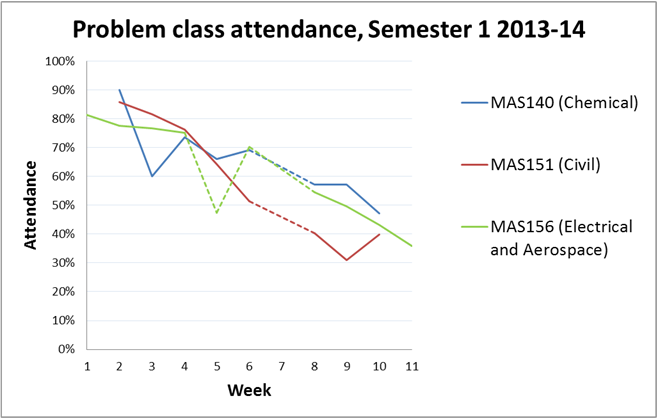 Problem class attendance, Semester 1 2013-14
100%
90%
80%
70%
60%
50%
40%
30%
20%
10%
0%
Attendance
1 2 3 4 5 6 7 8 9 10 11
Week
MAS140 (Chemical)
MAS151 (Civil)
MAS156 (Electrical
and Aerospace)